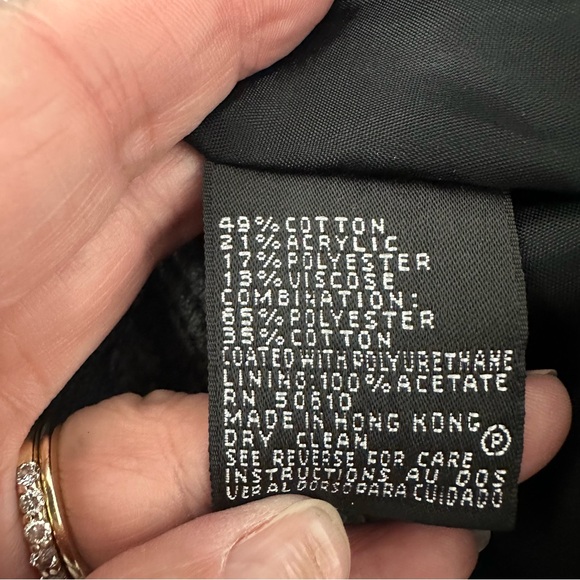 49% COTTON
21% ACRYLIC
17% POLYESTER
13% VISCOSE
COMBINATION:
65% POLYESTER
35% COTTON
COATED WITH POLYURETHANE
LINING:100% ACETATE
RN 50610
MADE IN HONG KONG
DRY CLEAN Ⓟ
SEE REVERSE FOR CARE
INSTRUCTIONS AU DOS
VER AL DORSO PARA CUIDADO